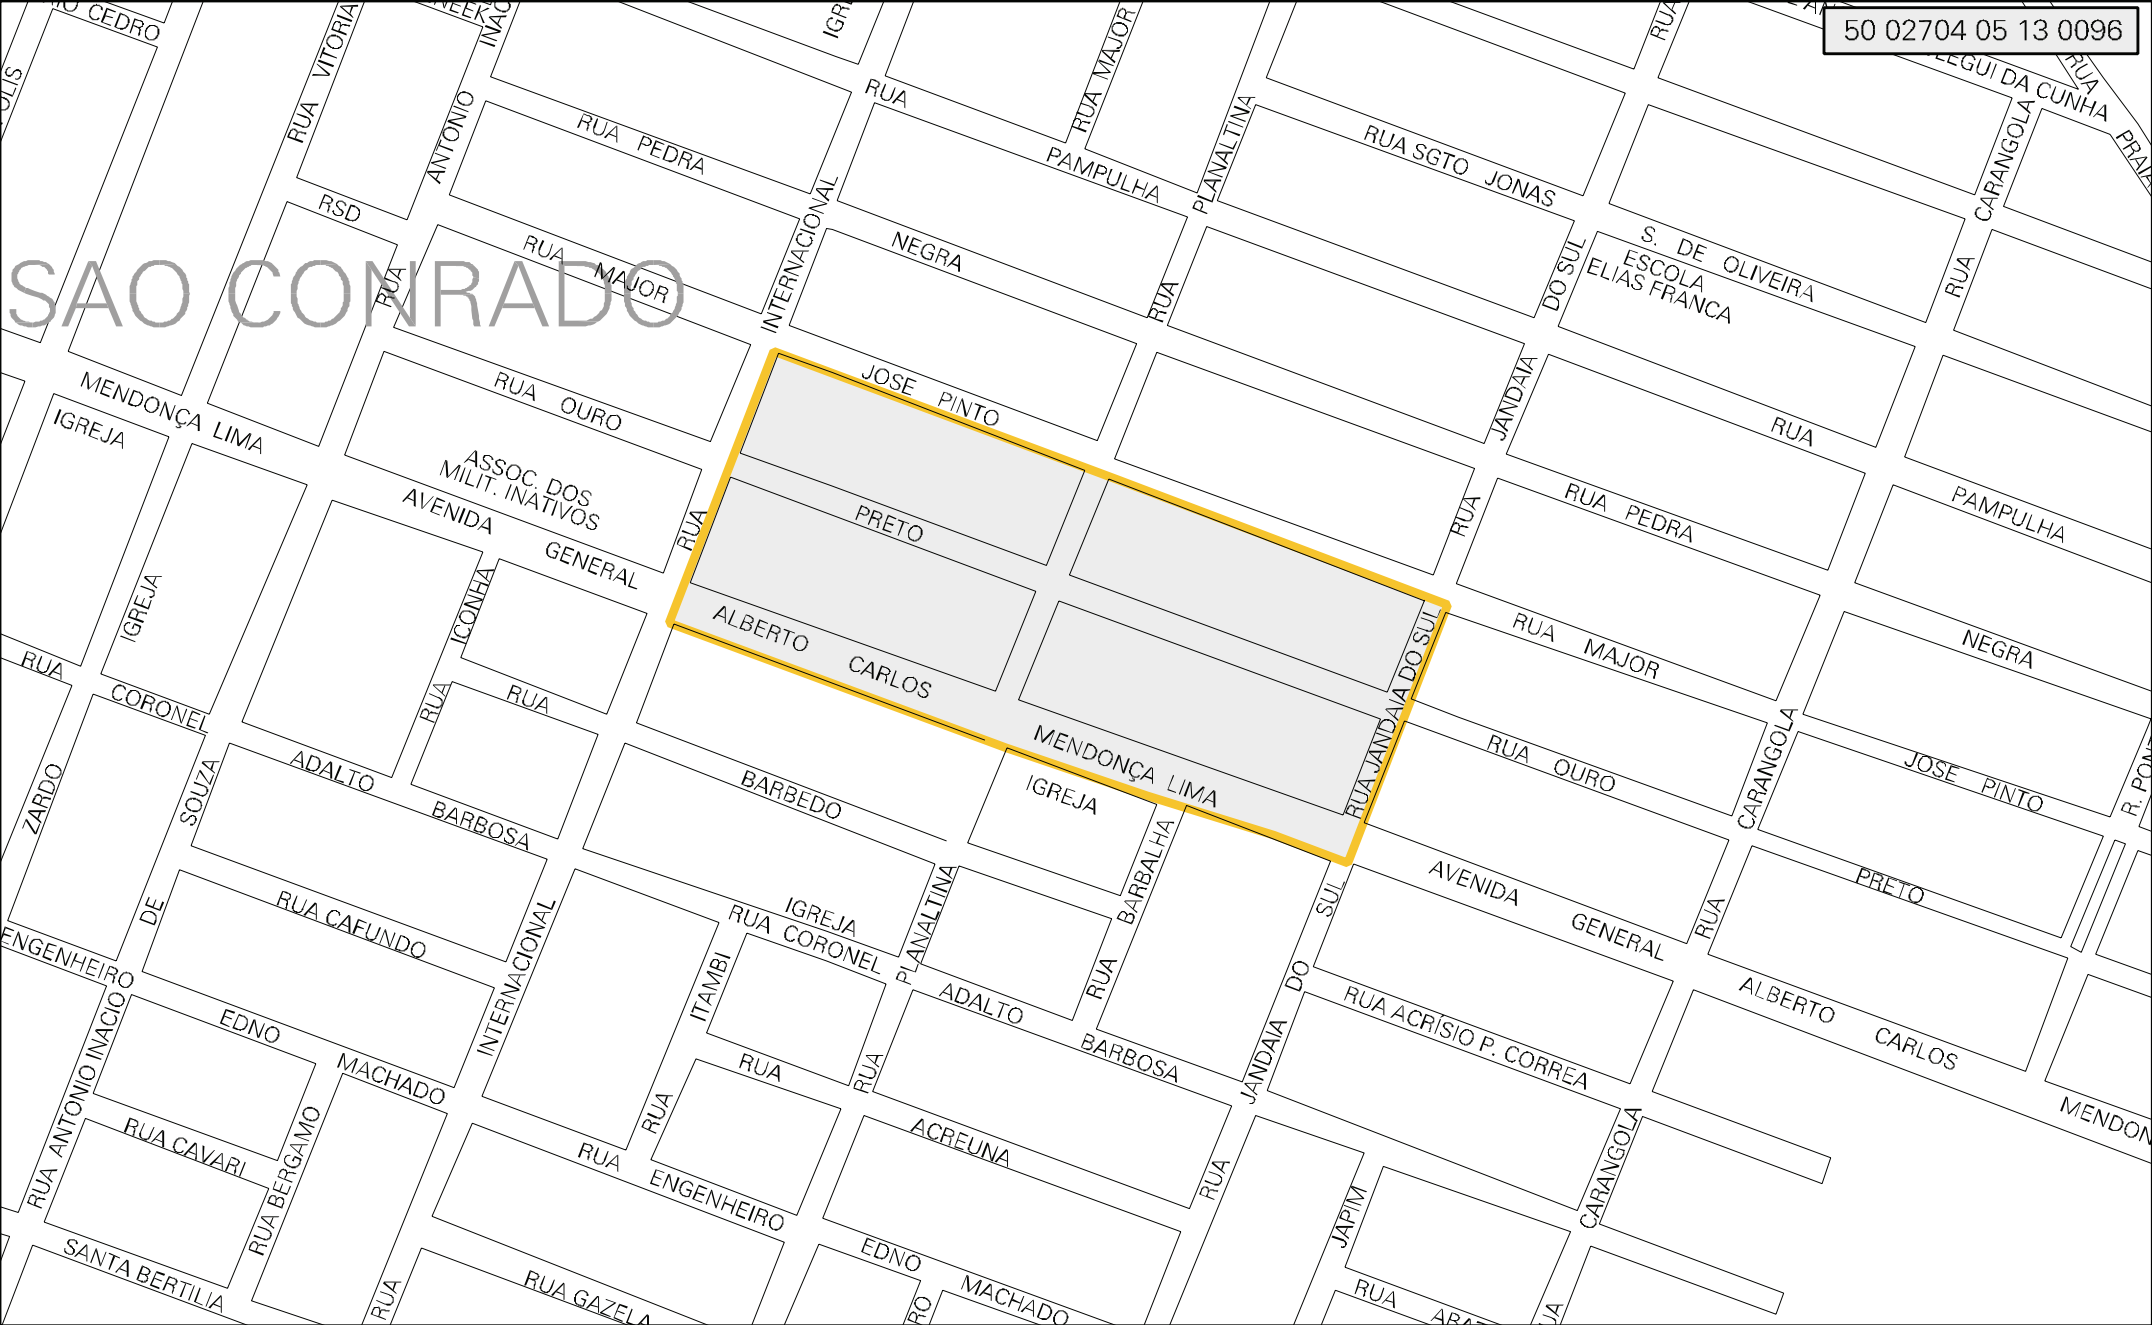 50 02704 05 13 0096
SAO CONRADO
CEDRO
RUA VITORIA
RUA MAJOR
RUA
PAMPULHA
RUA PEDRA
ANTONIO
RSD
RUA
RUA MAJOR
INTERNACIONAL
NEGRA
PLANALTINA
RUA
RUA SGTO JONAS
S. DE OLIVEIRA
ESCOLA
ELIAS FRANCA
DO SUL
JANDAIA
RUA
CARANGOLA
RUA
DA CUNHA
RUA
RUA
PAMPULHA
MENDONÇA LIMA
IGREJA
RUA OURO
ASSOC. DOS
MILIT. INATIVOS
AVENIDA
GENERAL
RUA
JOSE PINTO
PRETO
ALBERTO
CARLOS
MENDONÇA LIMA
RUA JANDAIA DO SUL
RUA PEDRA
NEGRA
RUA MAJOR
RUA OURO
JOSE PINTO
PRETO
CARANGOLA
RUA
IGREJA
RUA
CORONEL
ICONHA
RUA
RUA
ADALTO
BARBOSA
BARBEDO
IGREJA
ZARDO
SOUZA
DE
RUA CAFUNDO
ENGENHEIRO
EDNO
MACHADO
INTERNACIONAL
IGREJA
RUA CORONEL
PLANALTINA
BARBALHA
RUA
ADALTO
BARBOSA
SUL
DO
JANDAIA
RUA
AVENIDA
GENERAL
ALBERTO
CARLOS
RUA ACRÍSIO P. CORREA
ITAMBI
RUA
RUA
RUA
ACREUNA
RUA
ENGENHEIRO
EDNO
MACHADO
RUA ANTONIO INACIO
RUA CAVARI
RUA BERGAMO
SANTA BERTILIA
RUA
RUA GAZELA
JAPIM
CARANGOLA
RUA